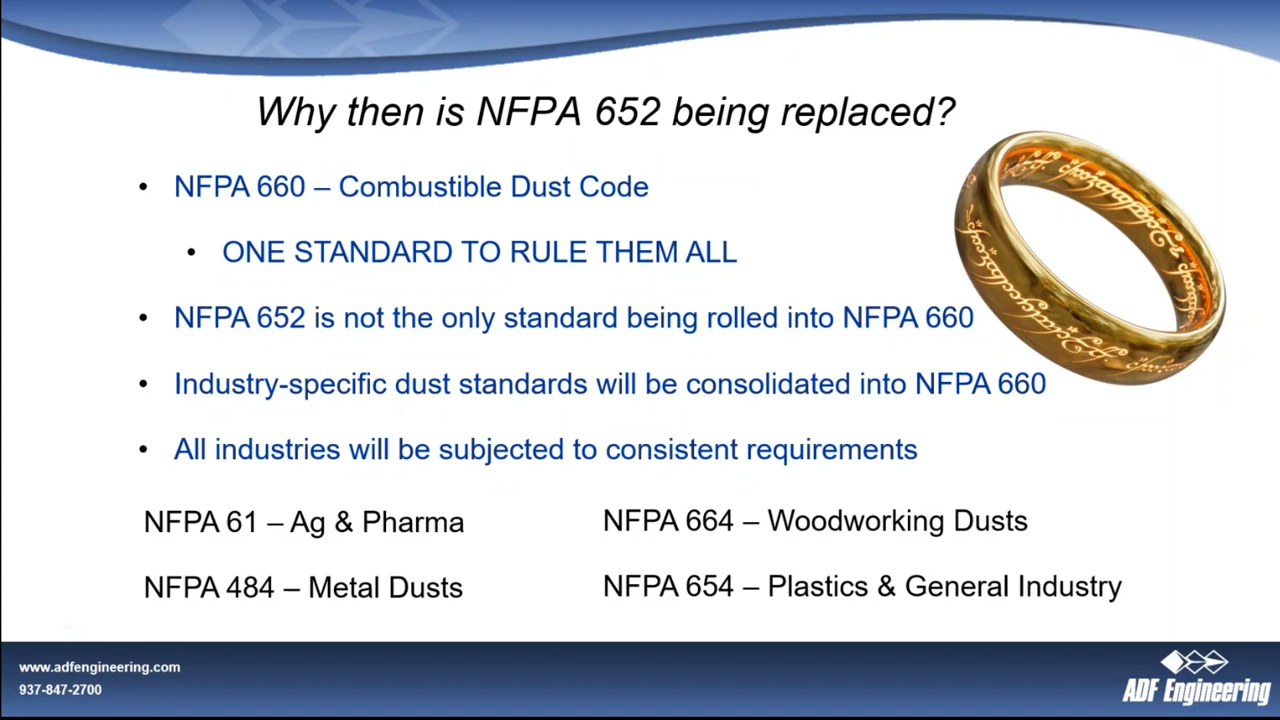 Why then is NFPA 652 being replaced?
NFPA 660 – Combustible Dust Code
ONE STANDARD TO RULE THEM ALL
NFPA 652 is not the only standard being rolled into NFPA 660
Industry-specific dust standards will be consolidated into NFPA 660
All industries will be subjected to consistent requirements
NFPA 61 – Ag & Pharma
NFPA 664 – Woodworking Dusts
NFPA 484 – Metal Dusts
NFPA 654 – Plastics & General Industry
www.adfengineering.com
937-847-2700
ADF Engineering